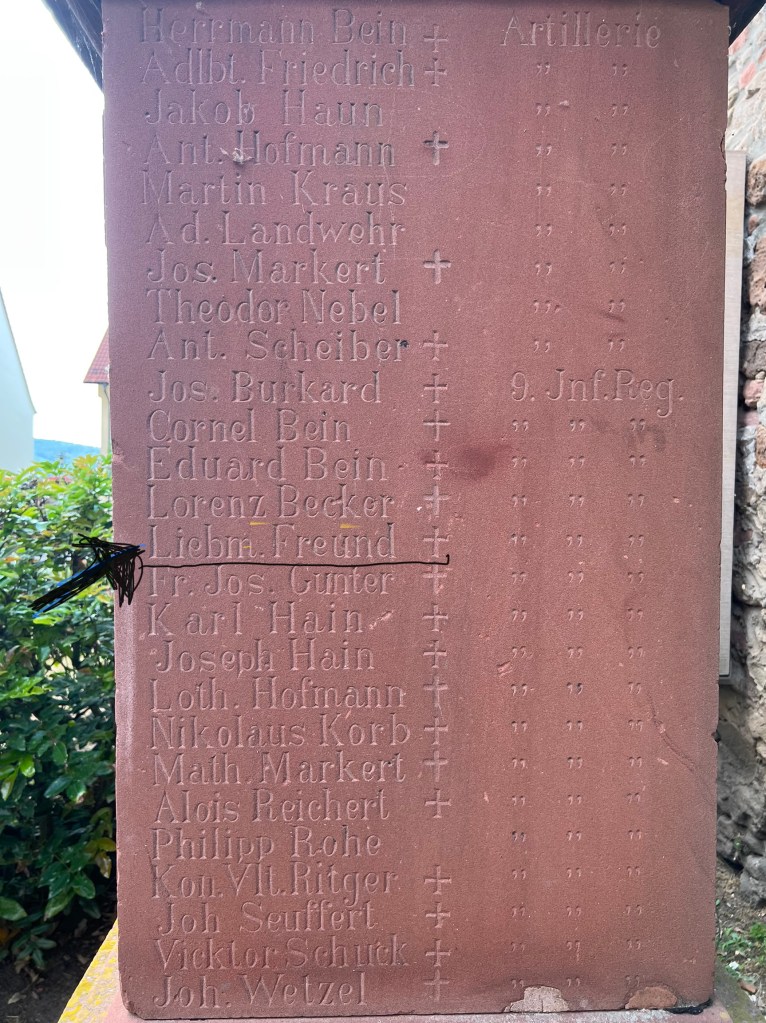 Herrmann Bein + Artillerie
Adlbt. Friedrich + " "
Jakob Haun " "
Ant. Hofmann + " "
Martin Kraus " "
Ad. Landwehr " "
Jos. Markert + " "
Theodor Nebel " "
Ant. Scheiber + " "
Jos. Burkard + 9. Jnf. Reg.
Cornel Bein + " " "
Eduard Bein + " " "
Lorenz Becker + " " "
Liebm. Freund + " " "
Fr. Jos. Gunter + " " "
Karl Hain + " " "
Joseph Hain + " " "
Loth. Hofmann + " " "
Nikolaus Korb + " " "
Math. Markert + " " "
Alois Reichert + " " "
Philipp Rohe " " "
Kon. Vlt. Ritger + " " "
Joh Seuffert + " " "
Vicktor Schuck + " " "
Joh. Wetzel + " " "